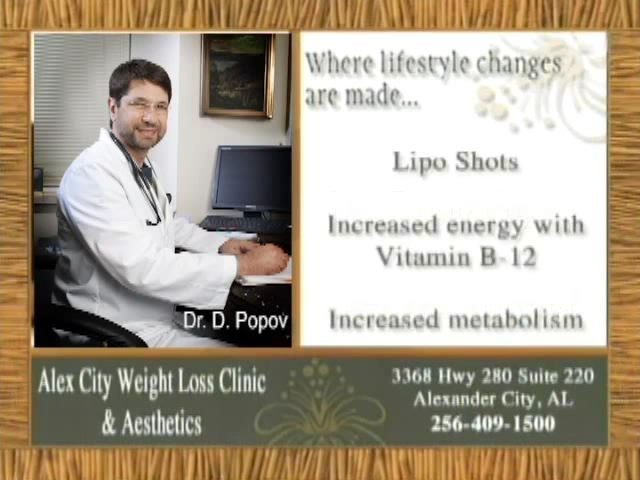 Where lifestyle changes
are made...
Lipo Shots
Increased energy with
Vitamin B-12
Increased metabolism
Dr. D. Popov
Alex City Weight Loss Clinic
& Aesthetics
3368 Hwy 280 Suite 220
Alexander City, AL
256-409-1500